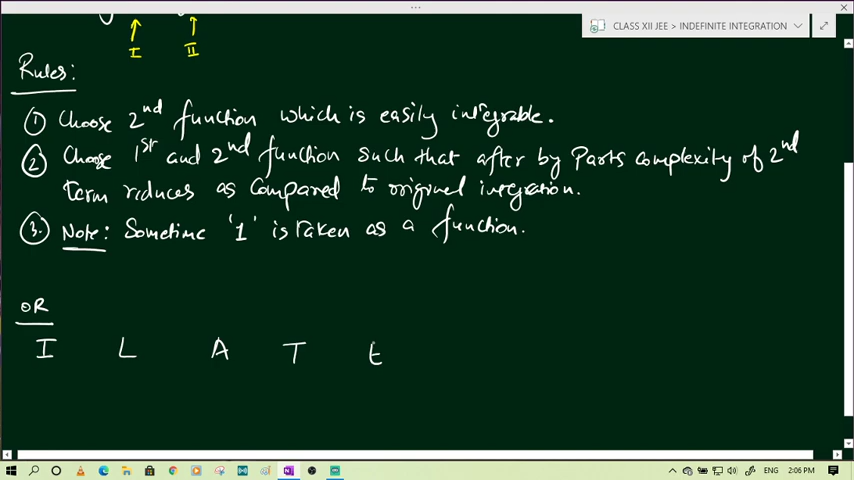 CLASS XII JEE > INDEFINITE INTEGRATION
I II
Rules:
① Choose 2nd function which is easily integrable.
② Choose 1st and 2nd function such that after by Parts complexity of 2nd
term reduces as compared to original integration.
③. Note: Sometime '1' is taken as a function.
OR
I L A T E
ENG 2:06 PM